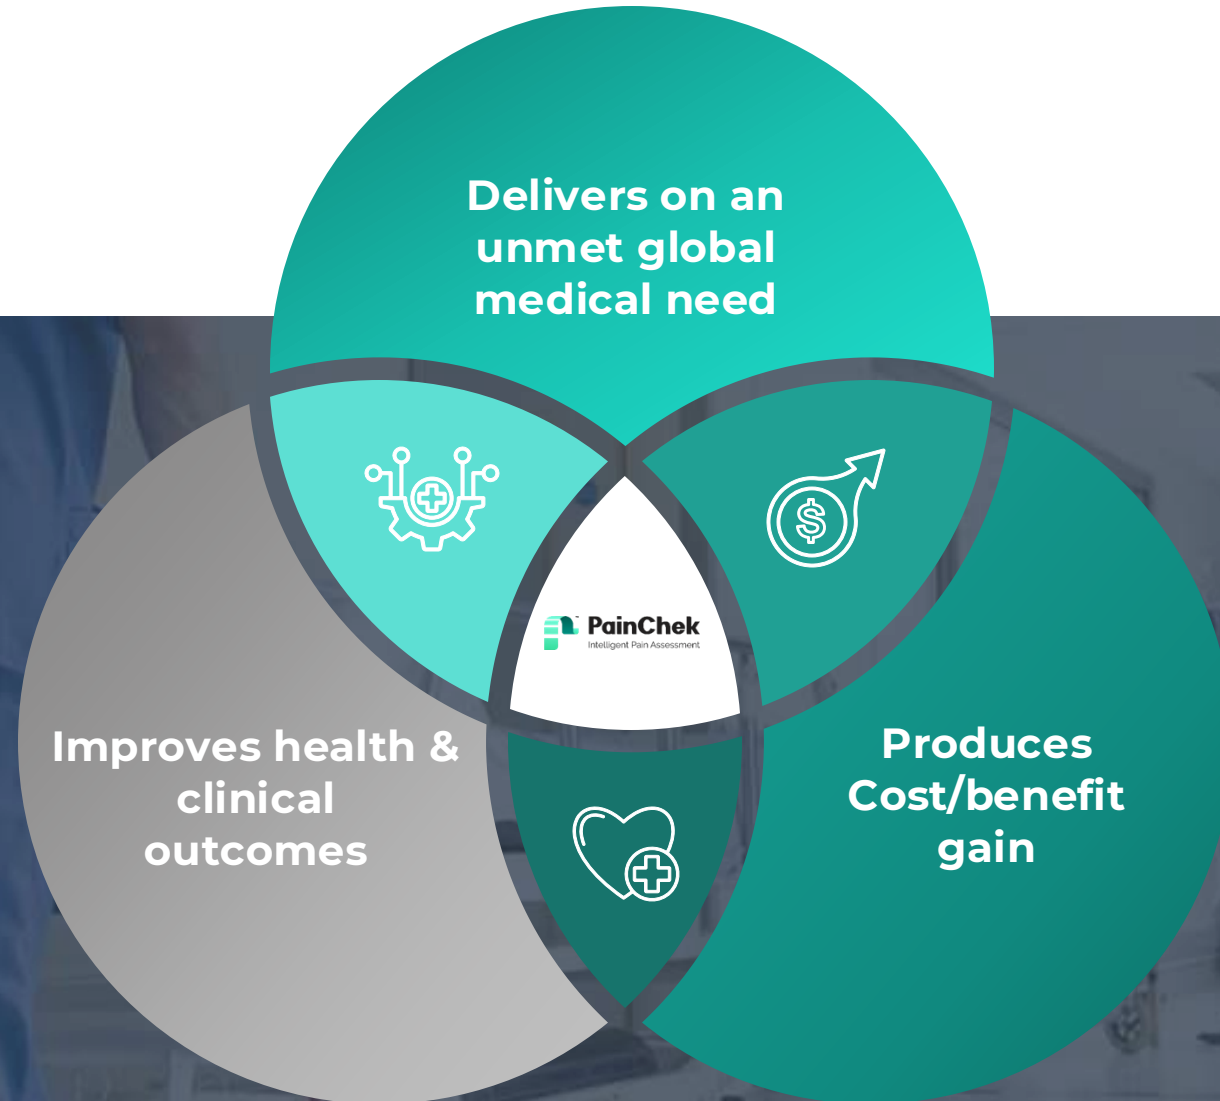 Delivers on an
unmet global
medical need
$
PainChek
Intelligent Pain Assessment
Improves health &
clinical
outcomes
Produces
Cost/benefit
gain